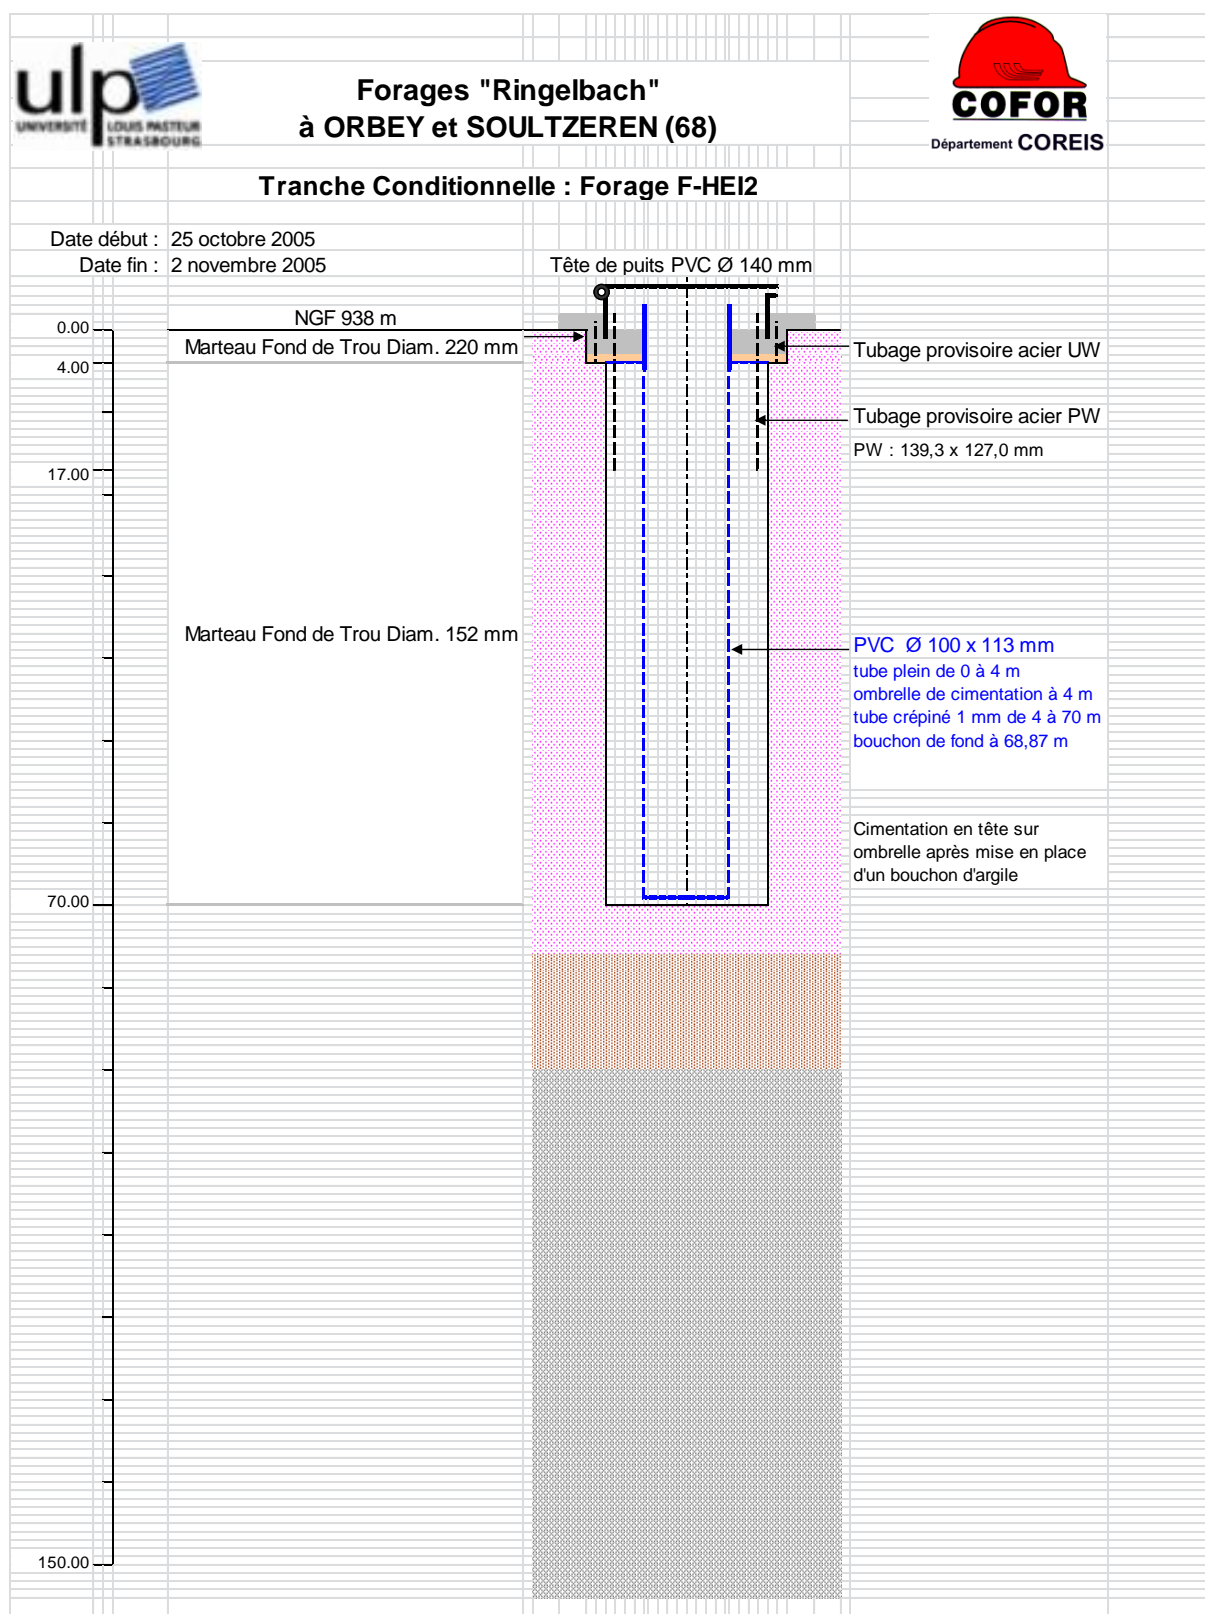 ulp
UNIVERSITÉ LOUIS PASTEUR
STRASBOURG
Forages "Ringelbach"
à ORBEY et SOULTZEREN (68)
COFOR
Département COREIS
Tranche Conditionnelle : Forage F-HEI2
Date début : 25 octobre 2005
Date fin : 2 novembre 2005
Tête de puits PVC Ø 140 mm
NGF 938 m
0.00
Marteau Fond de Trou Diam. 220 mm
Tubage provisoire acier UW
4.00
Tubage provisoire acier PW
PW : 139,3 x 127,0 mm
17.00
Marteau Fond de Trou Diam. 152 mm
PVC Ø 100 x 113 mm
tube plein de 0 à 4 m
ombrelle de cimentation à 4 m
tube crépiné 1 mm de 4 à 70 m
bouchon de fond à 68,87 m
Cimentation en tête sur
ombrelle après mise en place
d'un bouchon d'argile
70.00
150.00